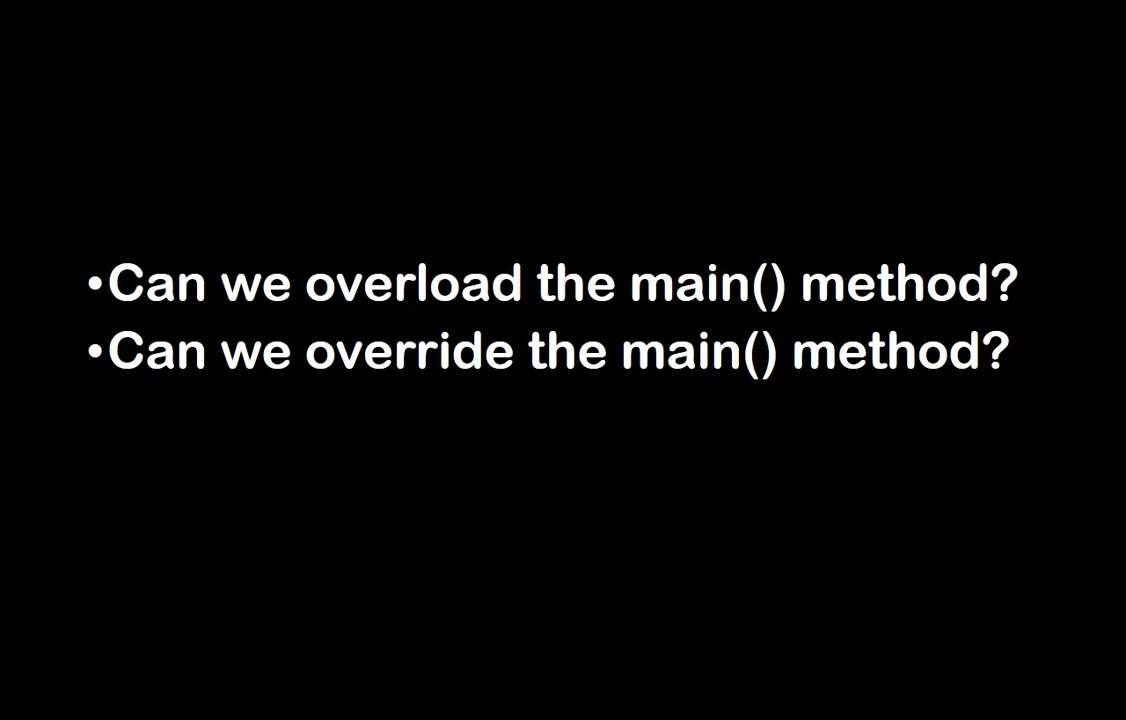 •Can we overload the main() method?
•Can we override the main() method?